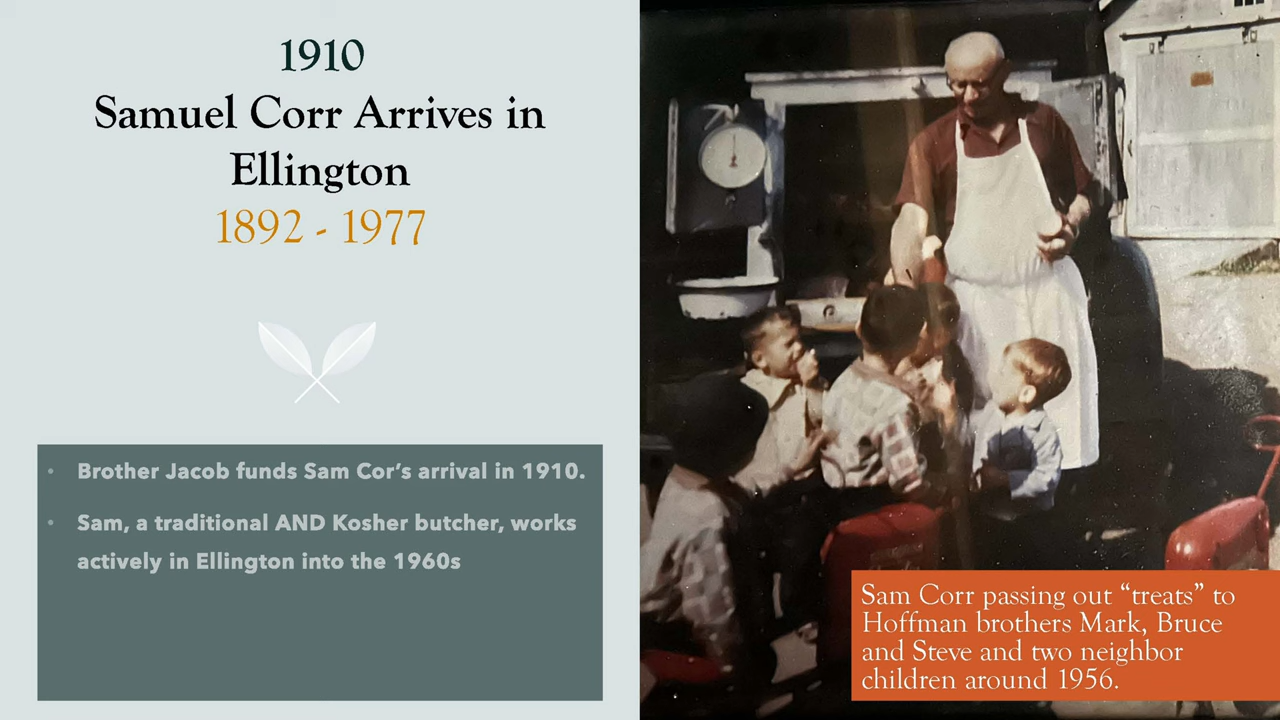 1910
Samuel Corr Arrives in
Ellington
1892 - 1977
• Brother Jacob funds Sam Cor’s arrival in 1910.
• Sam, a traditional AND Kosher butcher, works
actively in Ellington into the 1960s
Sam Corr passing out “treats” to
Hoffman brothers Mark, Bruce
and Steve and two neighbor
children around 1956.